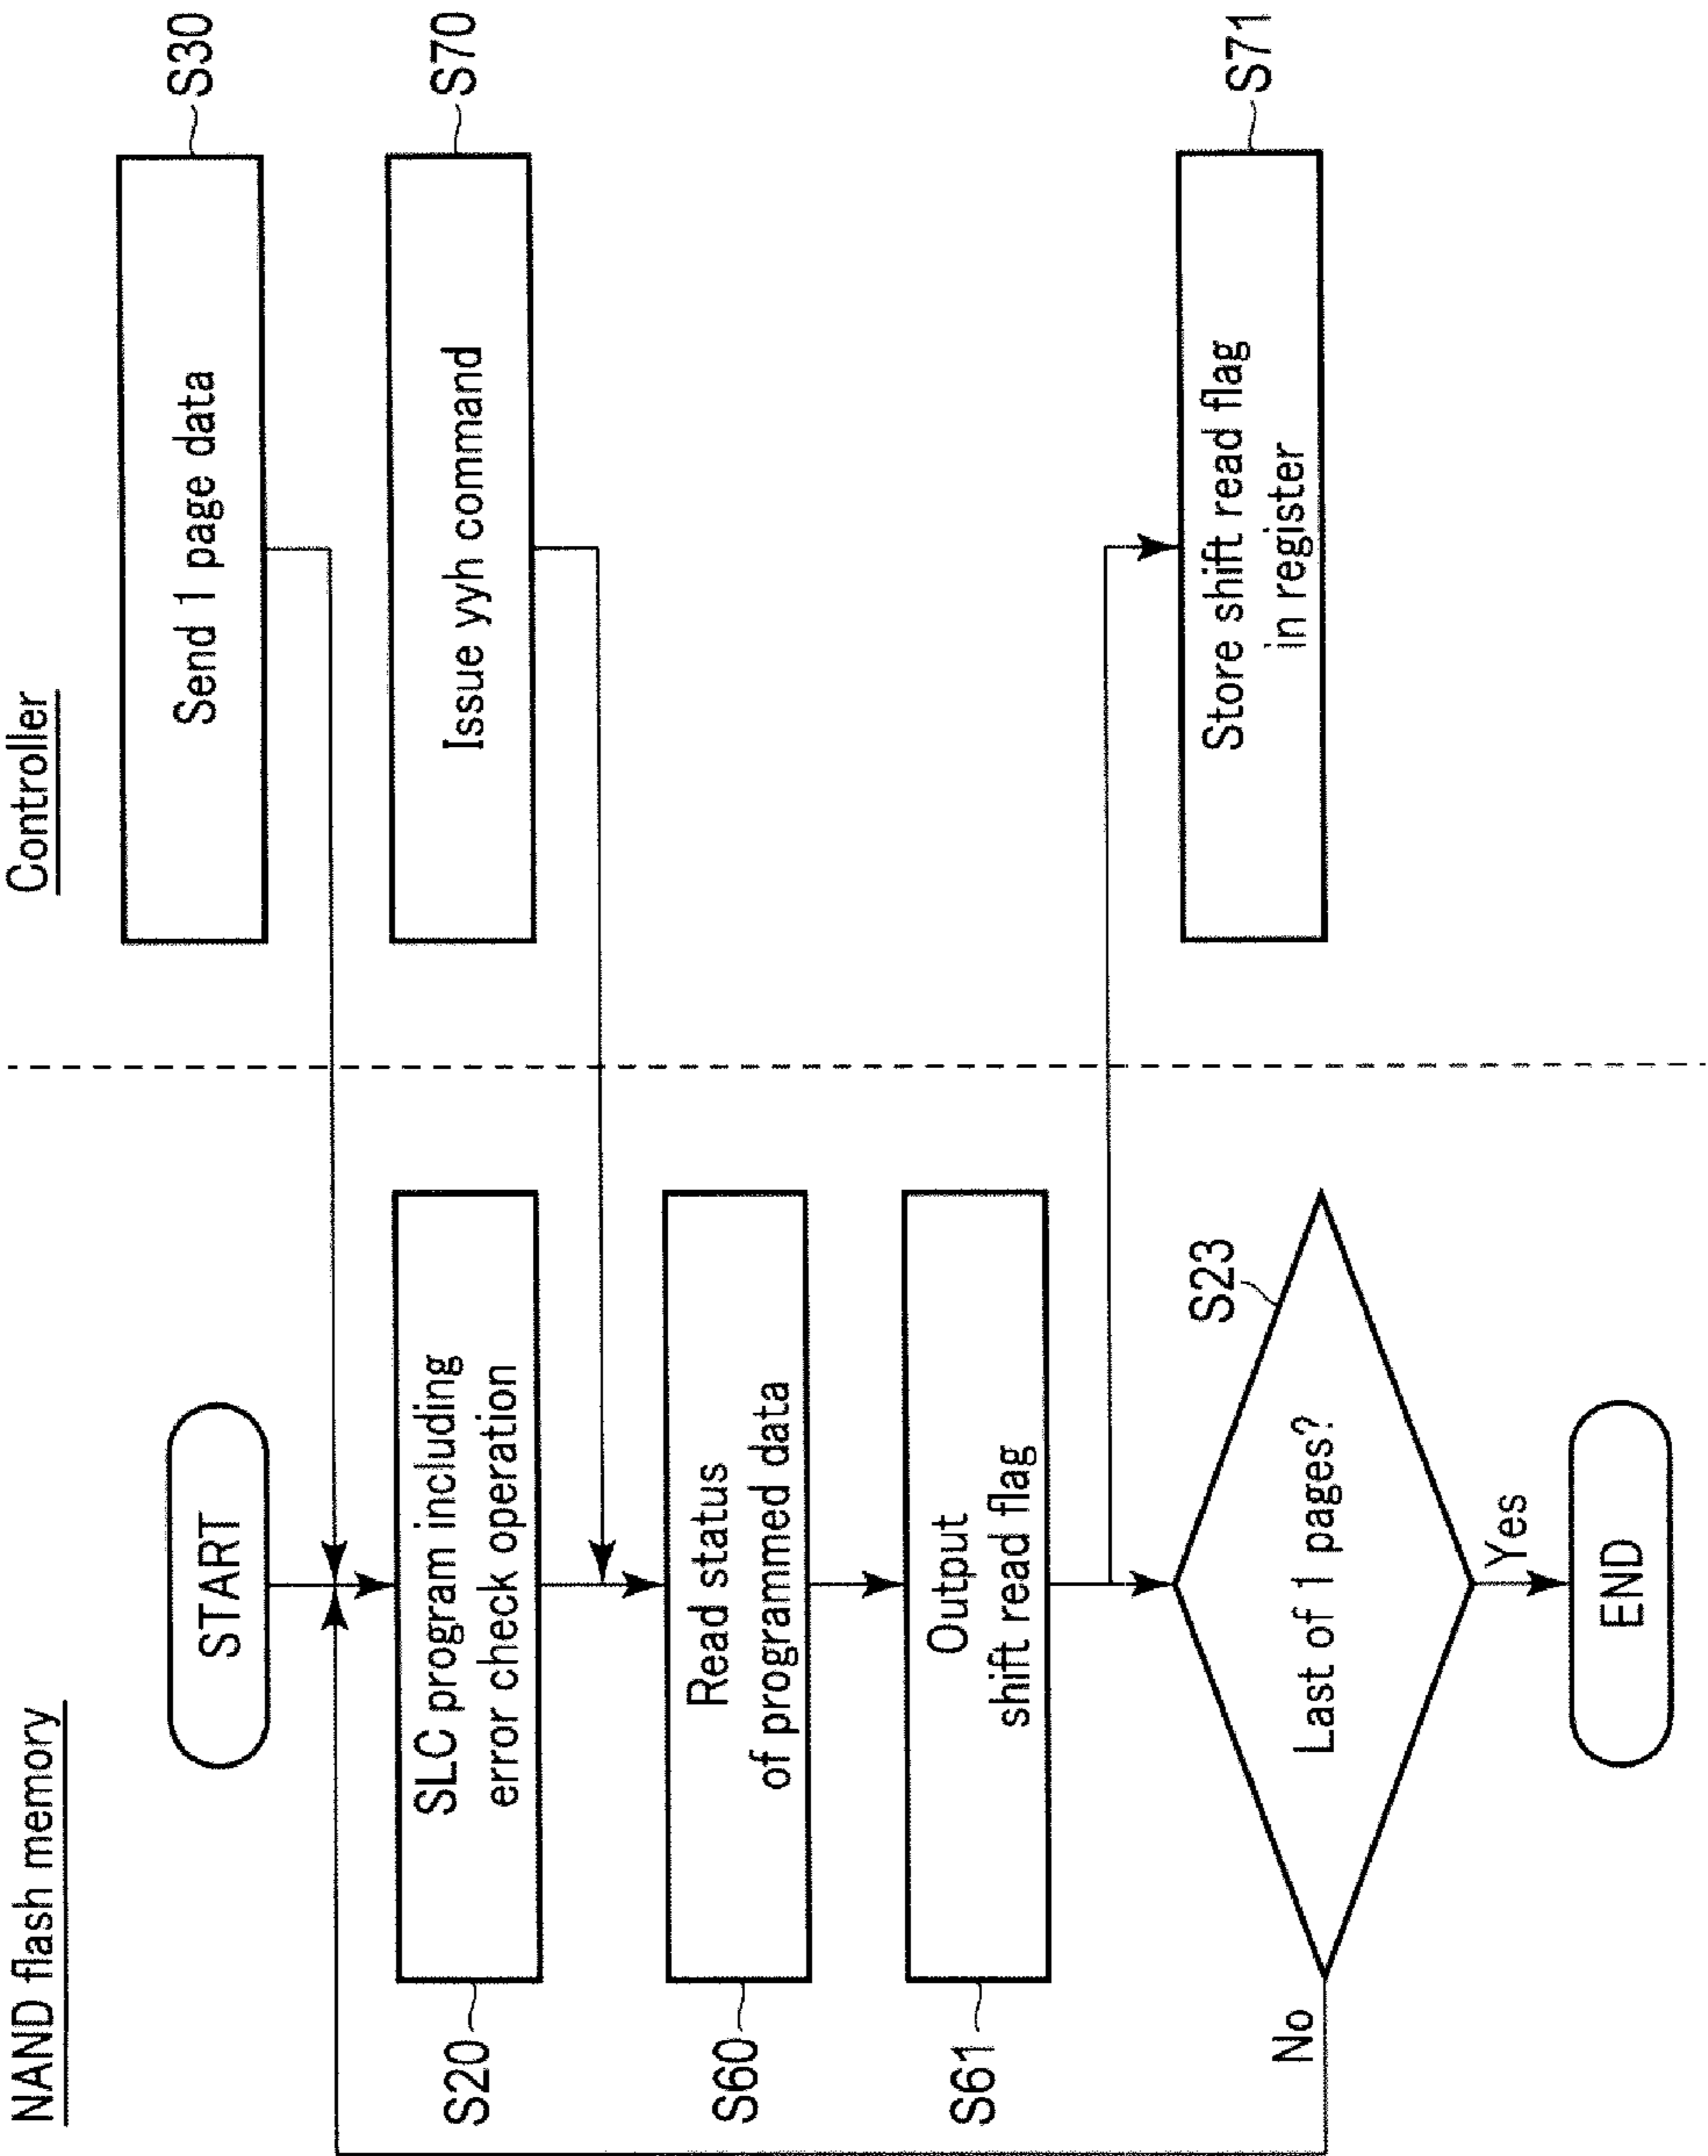 NAND flash memory
Controller
START
Send 1 page data
S30
S20
SLC program including
error check operation
Issue yyh command
S70
S60
Read status
of programmed data
S61
Output
shift read flag
Store shift read flag
in register
S71
S23
Last of 1 pages?
No
Yes
END